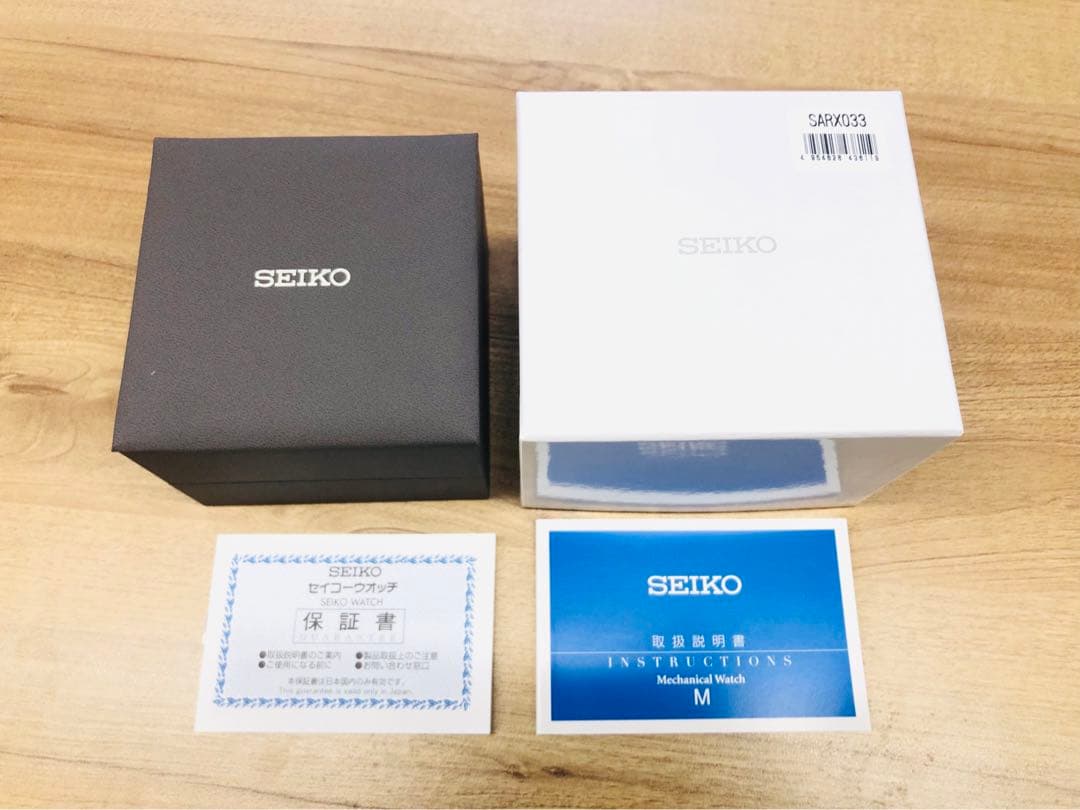 SEIKO
SARX033
SEIKO
SEIKO
セイコーウオッチ
SEIKO WATCH
保証書
GUARANTEE
●取扱説明書のご案内 ●製品取扱上のご注意
●ご使用になる前に ●お問い合わせ窓口
本保証書は日本国内のみ有効です。
This guarantee is valid only in Japan.
SEIKO
取扱説明書
INSTRUCTIONS
Mechanical Watch
M